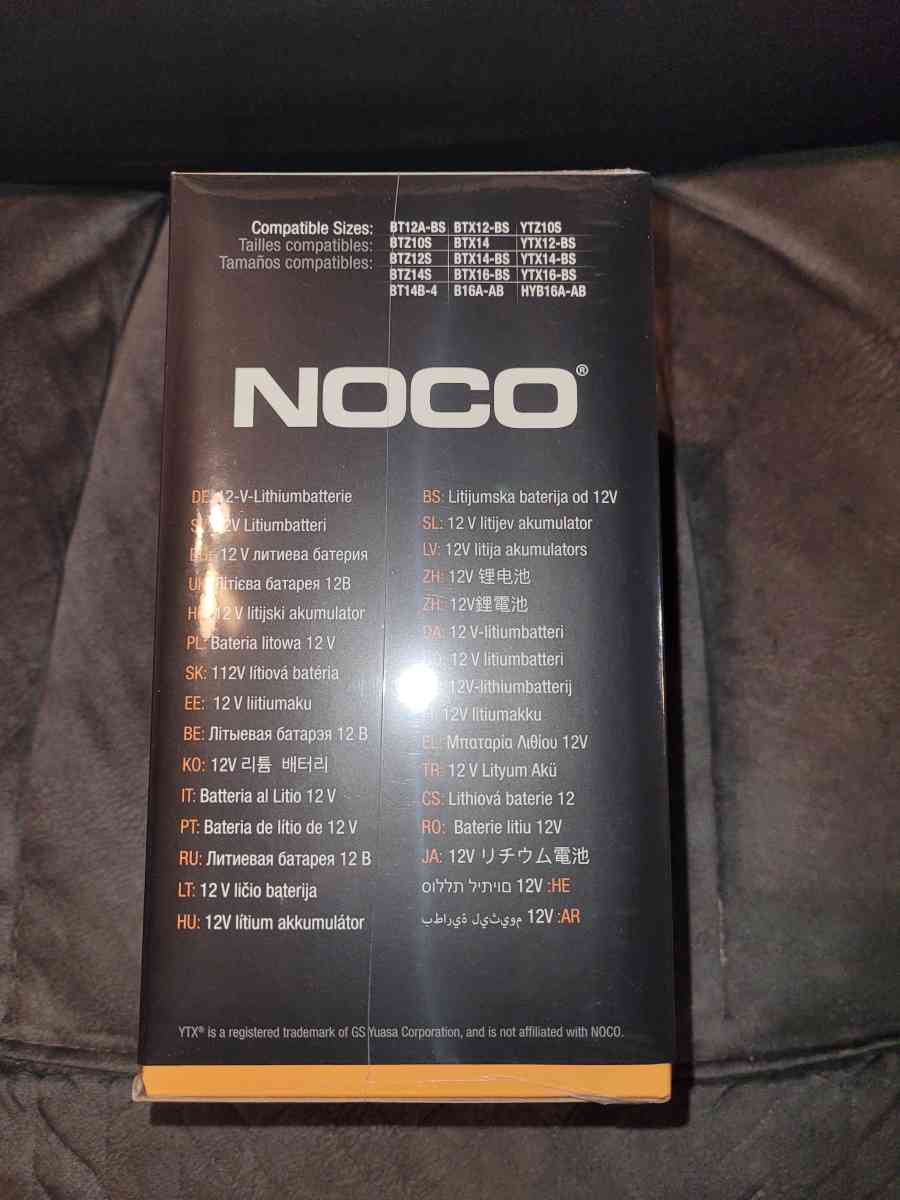 Compatible Sizes:
Tailles compatibles:
Tamaños compatibles:
BT12A-BS BTX12-BS YTZ10S
BTZ10S BTX14 YTX12-BS
BTZ12S BTX14-BS YTX14-BS
BTZ14S BTX16-BS YTX16-BS
BT14B-4 B16A-AB HYB16A-AB
NOCO®
DE: 12-V-Lithiumbatterie
12V Litiumbatteri
12 V литиева батерия
Літієва батарея 12В
12 V litijski akumulator
PL: Bateria litowa 12 V
SK: 112V lítiová batéria
EE: 12 V liitiumaku
BE: Літыевая батарэя 12 В
KO: 12V 리튬 배터리
IT: Batteria al Litio 12 V
PT: Bateria de lítio de 12 V
RU: Литиевая батарея 12 В
LT: 12 V ličio baterija
HU: 12V lítium akkumulátor
BS: Litijumska baterija od 12V
SL: 12 V litijev akumulator
LV: 12V litija akumulators
ZH: 12V 锂电池
ZH: 12V鋰電池
DA: 12 V-litiumbatteri
12 V litiumbatteri
12V-lithiumbatterij
12V litiumakku
EL: Μπαταρία Λιθίου 12V
TR: 12 V Lityum Akü
CS: Lithiová baterie 12
RO: Baterie litiu 12V
JA: 12V リチウム電池
סוללת ליתיום 12V :HE
بطارية ليثيوم 12V :AR
YTX® is a registered trademark of GS Yuasa Corporation, and is not affiliated with NOCO.